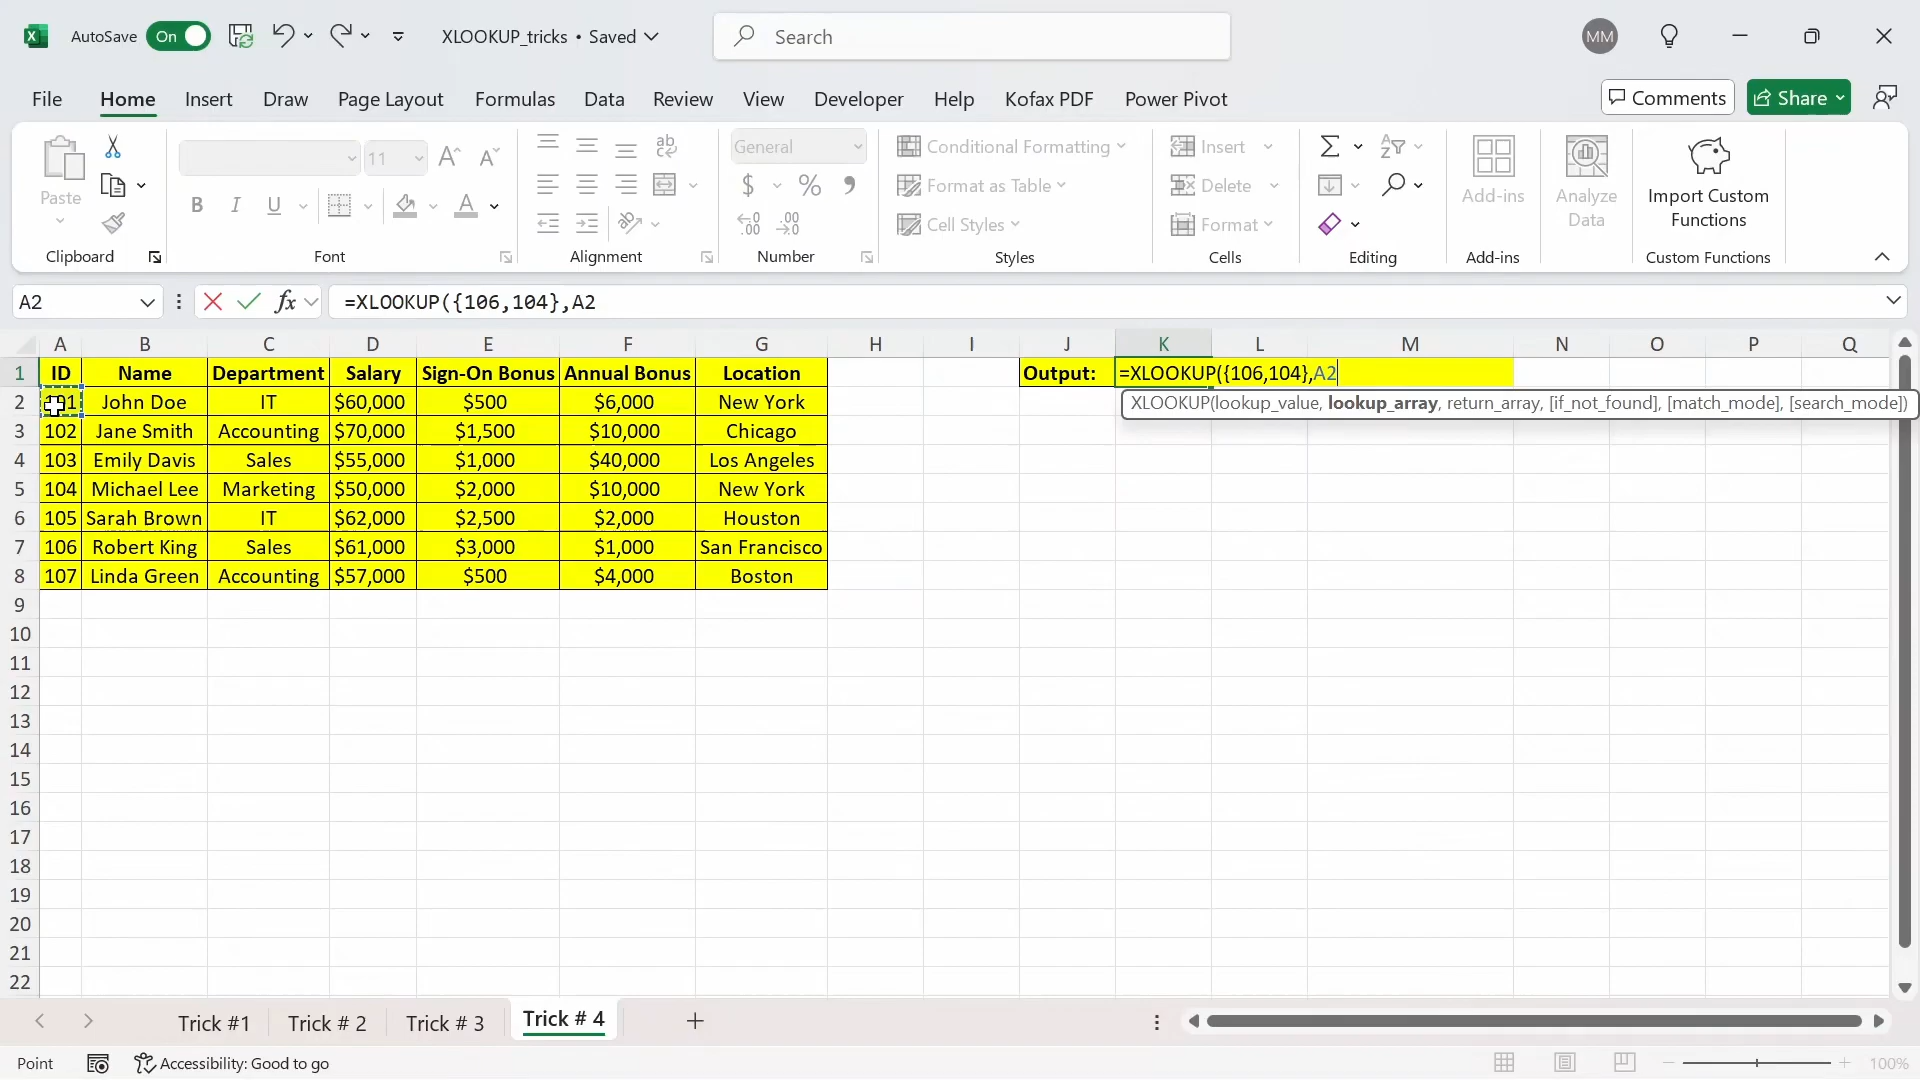 AutoSave On XLOOKUP_tricks • Saved Search MM
File Home Insert Draw Page Layout Formulas Data Review View Developer Help Kofax PDF Power Pivot Comments Share
Paste
Clipboard
11
B I U A
Font
ab
Alignment
General
$ % 9
Number
Conditional Formatting
Format as Table
Cell Styles
Styles
Insert
Delete
Format
Cells
Editing
Add-ins
Add-ins
Analyze
Data
Import Custom
Functions
Custom Functions
A2 fx =XLOOKUP({106,104},A2
A B C D E F G H I J K L M N O P Q
1 ID Name Department Salary Sign-On Bonus Annual Bonus Location Output: =XLOOKUP({106,104},A2
XLOOKUP(lookup_value, lookup_array, return_array, [if_not_found], [match_mode], [search_mode])
2 John Doe IT $60,000 $500 $6,000 New York
3 102 Jane Smith Accounting $70,000 $1,500 $10,000 Chicago
4 103 Emily Davis Sales $55,000 $1,000 $40,000 Los Angeles
5 104 Michael Lee Marketing $50,000 $2,000 $10,000 New York
6 105 Sarah Brown IT $62,000 $2,500 $2,000 Houston
7 106 Robert King Sales $61,000 $3,000 $1,000 San Francisco
8 107 Linda Green Accounting $57,000 $500 $4,000 Boston
9
10
11
12
13
14
15
16
17
18
19
20
21
22
Trick #1 Trick # 2 Trick # 3 Trick # 4
Point Accessibility: Good to go 100%